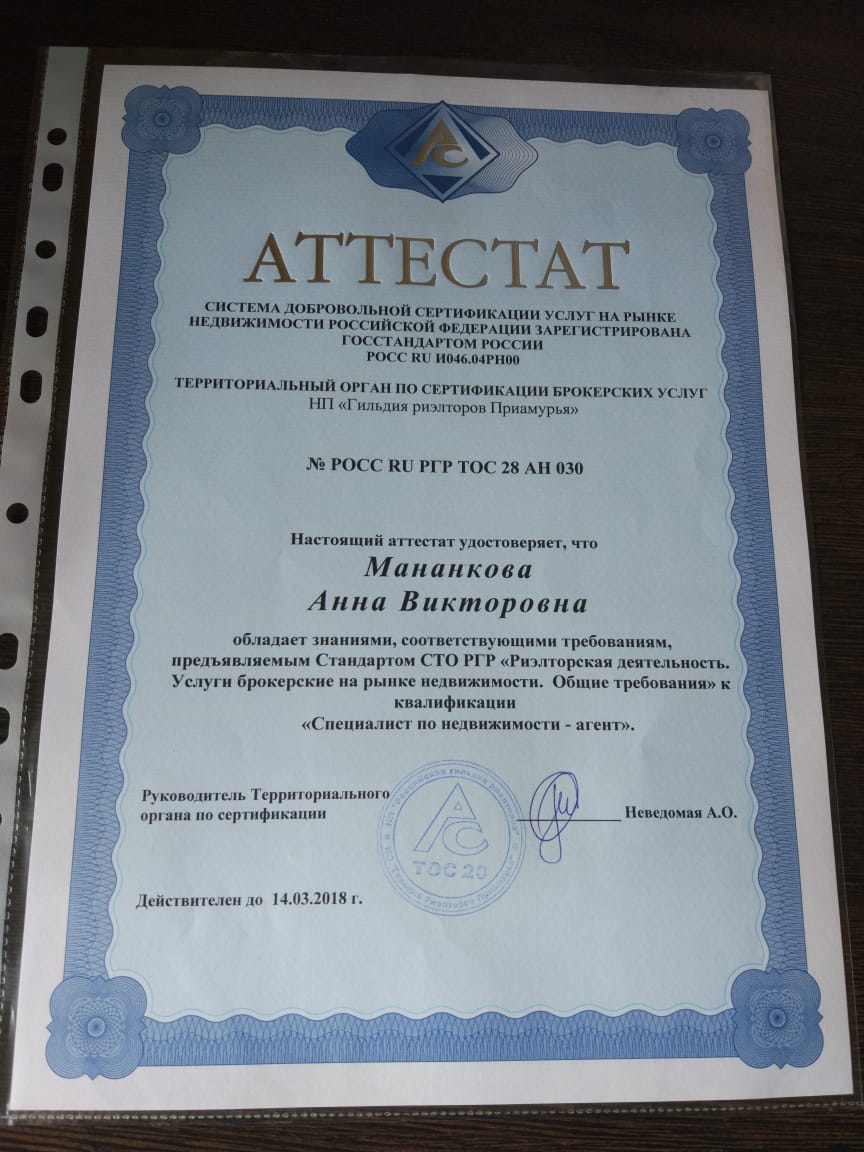 АС
АТТЕСТАТ
СИСТЕМА ДОБРОВОЛЬНОЙ СЕРТИФИКАЦИИ УСЛУГ НА РЫНКЕ
НЕДВИЖИМОСТИ РОССИЙСКОЙ ФЕДЕРАЦИИ ЗАРЕГИСТРИРОВАНА
ГОССТАНДАРТОМ РОССИИ
РОСС RU И046.04РН00
ТЕРРИТОРИАЛЬНЫЙ ОРГАН ПО СЕРТИФИКАЦИИ БРОКЕРСКИХ УСЛУГ
НП «Гильдия риэлторов Приамурья»
№ РОСС RU РГР ТОС 28 АН 030
Настоящий аттестат удостоверяет, что
Мананкова
Анна Викторовна
обладает знаниями, соответствующими требованиям,
предъявляемым Стандартом СТО РГР «Риэлторская деятельность.
Услуги брокерские на рынке недвижимости.  Общие требования» к
квалификации
«Специалист по недвижимости - агент».
Руководитель Территориального
органа по сертификации
Неведомая А.О.
НП "Российская гильдия риэлторов"
АС
ТОС 28
Действителен до  14.03.2018 г.